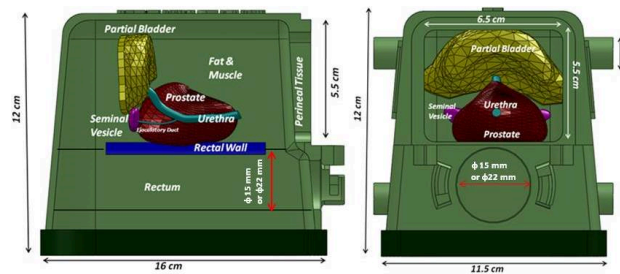 Partial Bladder
Fat &
Muscle
Prostate
Seminal
Vesicle
Ejaculatory Duct
Urethra
Rectal Wall
Rectum
Perineal Tissue
ϕ 15 mm
or ϕ22 mm
12 cm
5.5 cm
16 cm
6.5 cm
Partial Bladder
5.5 cm
Seminal
Vesicle
Urethra
Prostate
ϕ 15 mm
or ϕ22 mm
12 cm
11.5 cm